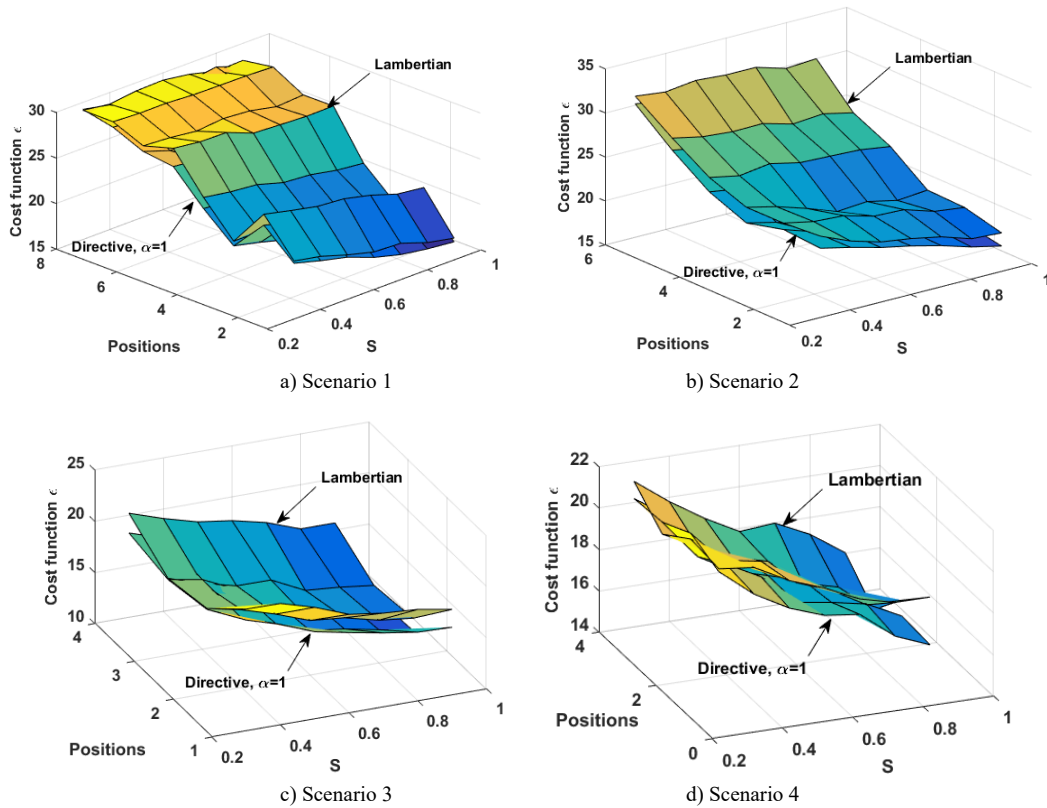 Lambertian
Cost function ϵ
30
25
20
15
8
6
4
2
Positions
0.2
0.4
0.6
0.8
1
S
Directive, α=1
a) Scenario 1
Lambertian
Cost function ϵ
35
30
25
20
15
6
4
2
Positions
0.2
0.4
0.6
0.8
1
S
Directive, α=1
b) Scenario 2
Lambertian
Cost function ϵ
25
20
15
10
4
3
2
1
Positions
0.2
0.4
0.6
0.8
1
S
Directive, α=1
c) Scenario 3
Lambertian
Cost function ϵ
22
20
18
16
14
4
2
0
Positions
0.2
0.4
0.6
0.8
1
S
Directive, α=1
d) Scenario 4